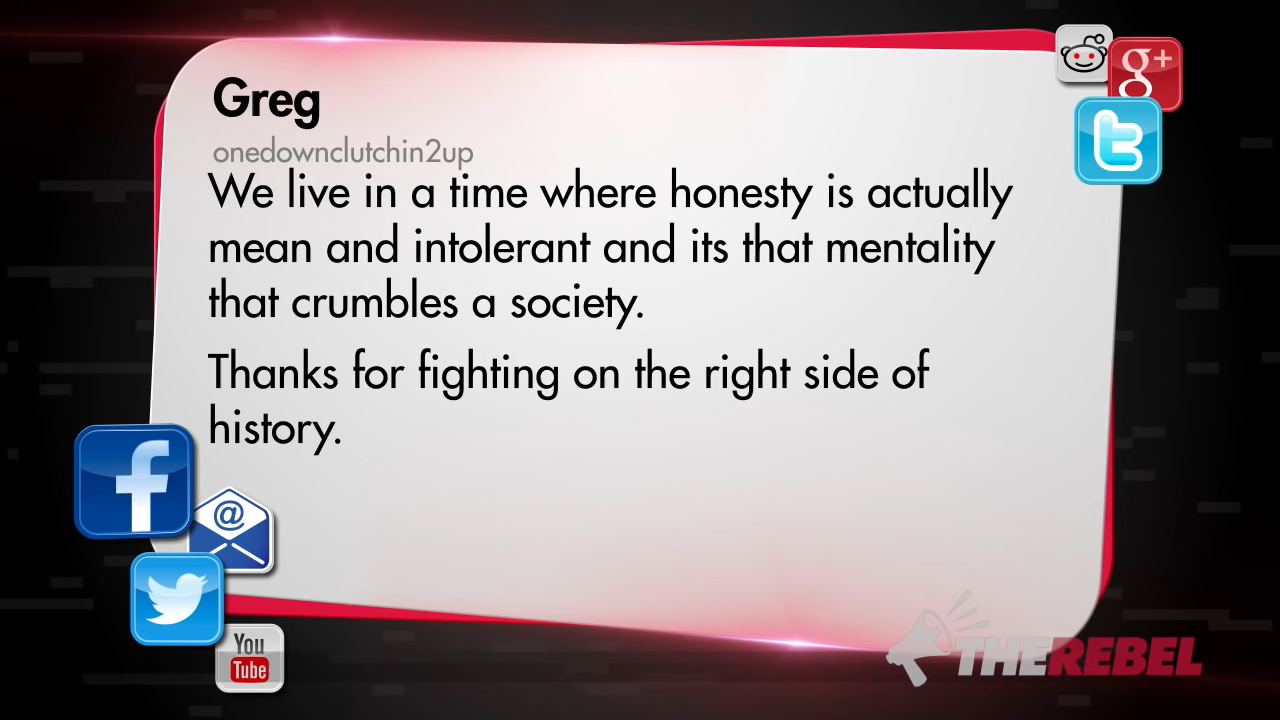 Greg
onedownclutchin2up
We live in a time where honesty is actually
mean and intolerant and its that mentality
that crumbles a society.
Thanks for fighting on the right side of
history.
g+
t
f
@
You
Tube
THEREBEL